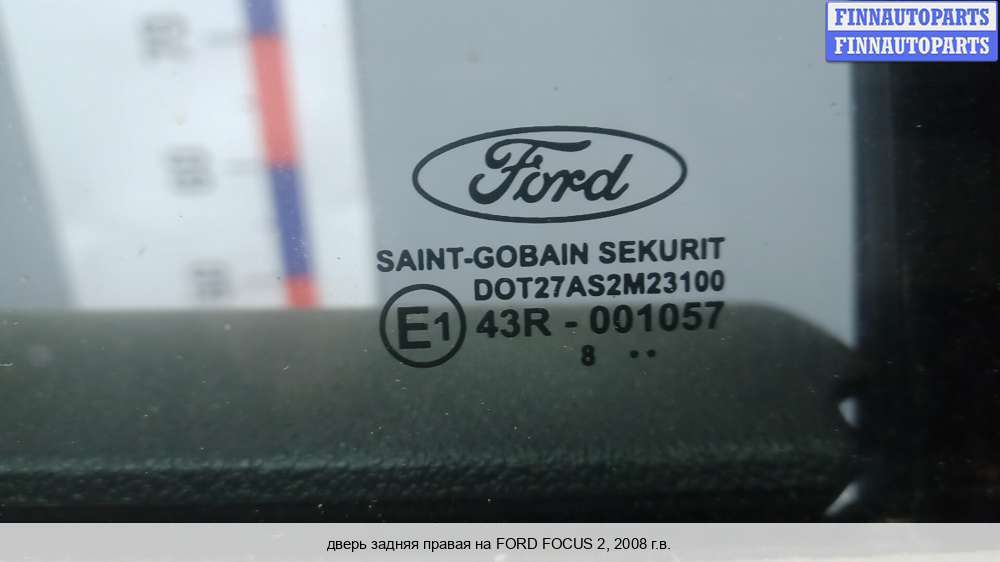 FINNAUTOPARTS
FINNAUTOPARTS
Ford
SAINT-GOBAIN SEKURIT
DOT27AS2M23100
E1 43R - 001057
8 ..
дверь задняя правая на FORD FOCUS 2, 2008 г.в.